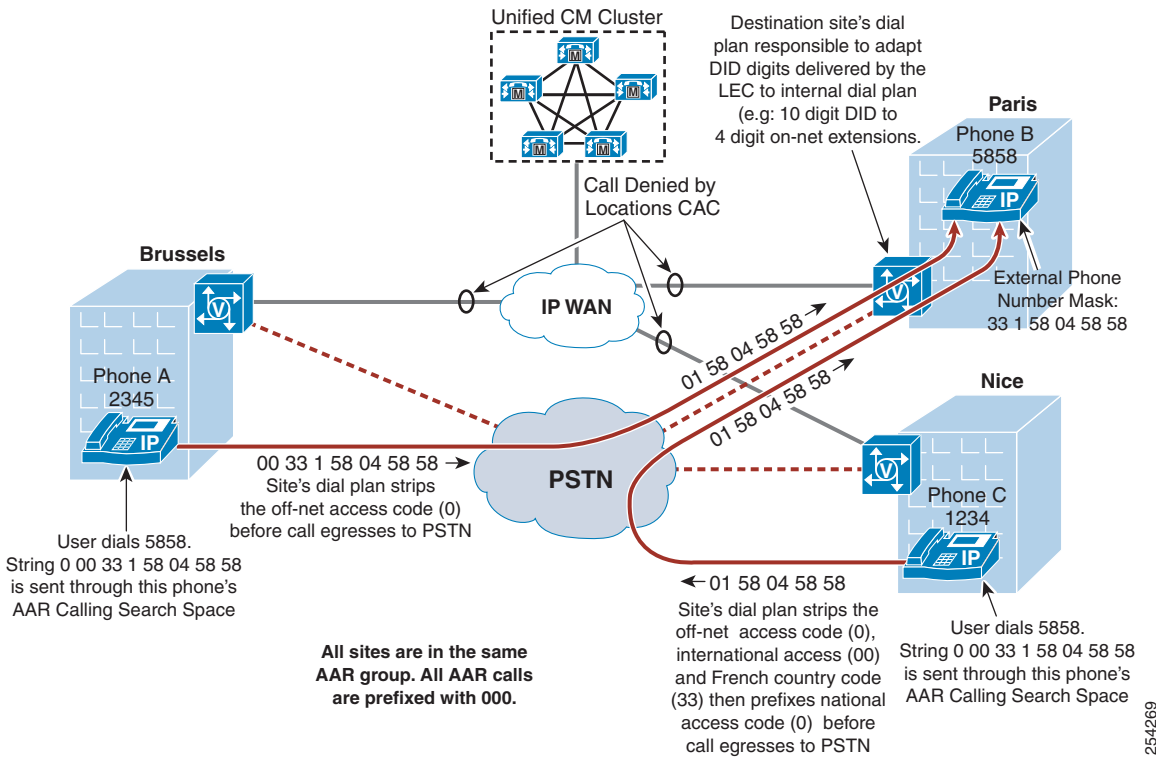 Unified CM Cluster
M
M
M
M
M
Destination site's dial
plan responsible to adapt
DID digits delivered by the
LEC to internal dial plan
(e.g: 10 digit DID to
4 digit on-net extensions.
Paris
Phone B
5858
IP
Call Denied by
Locations CAC
Brussels
V
IP WAN
V
External Phone
Number Mask:
33 1 58 04 58 58
01 58 04 58 58
01 58 04 58 58
Phone A
2345
IP
Nice
V
Phone C
1234
IP
PSTN
00 33 1 58 04 58 58
Site's dial plan strips
the off-net access code (0)
before call egresses to PSTN
User dials 5858.
String 0 00 33 1 58 04 58 58
is sent through this phone's
AAR Calling Search Space
01 58 04 58 58
Site's dial plan strips the
off-net access code (0),
international access (00)
and French country code
(33) then prefixes national
access code (0) before
call egresses to PSTN
User dials 5858.
String 0 00 33 1 58 04 58 58
is sent through this phone's
AAR Calling Search Space
All sites are in the same
AAR group. All AAR calls
are prefixed with 000.
254269